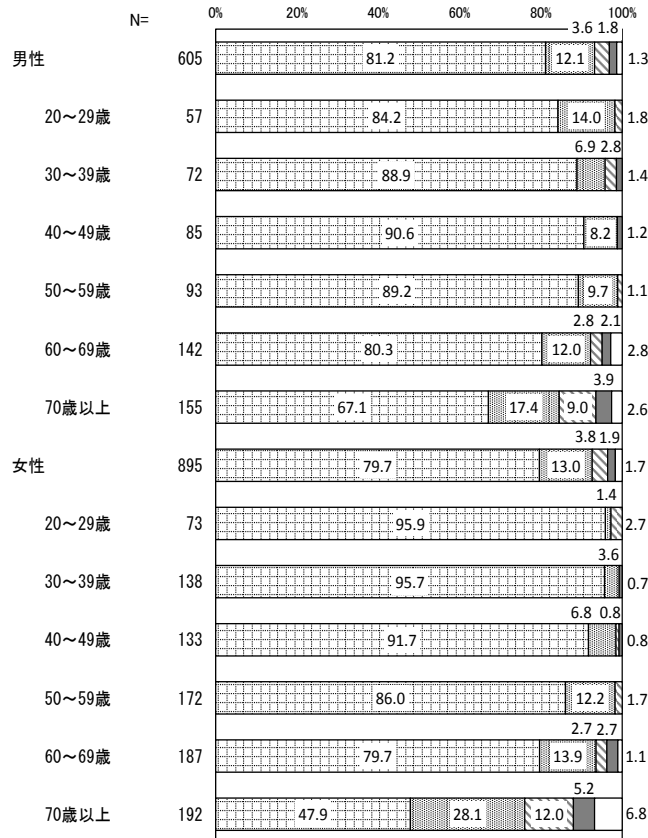 N=
0% 20% 40% 60% 80% 100%
3.6 1.8
男性 605 81.2 12.1 1.3
20～29歳 57 84.2 14.0 1.8
6.9 2.8
30～39歳 72 88.9 1.4
40～49歳 85 90.6 8.2 1.2
50～59歳 93 89.2 9.7 1.1
2.8 2.1
60～69歳 142 80.3 12.0 2.8
3.9
70歳以上 155 67.1 17.4 9.0 2.6
3.8 1.9
女性 895 79.7 13.0 1.7
1.4
20～29歳 73 95.9 2.7
3.6
30～39歳 138 95.7 0.7
6.8 0.8
40～49歳 133 91.7 0.8
50～59歳 172 86.0 12.2 1.7
2.7 2.7
60～69歳 187 79.7 13.9 1.1
5.2
70歳以上 192 47.9 28.1 12.0 6.8